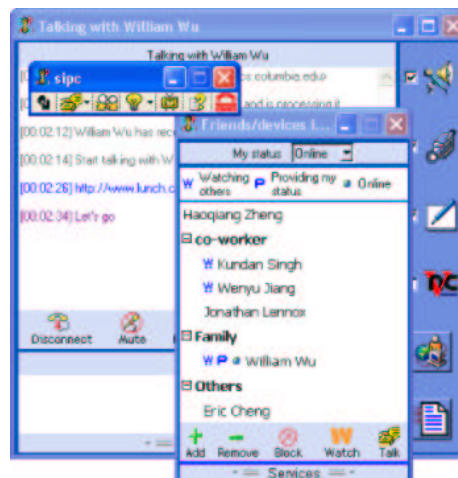 Talking with William Wu
Talking with William Wu
cs.columbia.edu>
sipc
and is processing it
[00:02:12] William Wu has rec
[00:02:14] Start talking with W
[00:02:26] http://www.lunch.c
[00:02:34] Let's go
Disconnect Mute
Friends/devices l...
My status Online
W Watching others P Providing my status Online
Haoqiang Zheng
co-worker
W Kundan Singh
W Wenyu Jiang
Jonathan Lennox
Family
W P William Wu
Others
Eric Cheng
Add Remove Block Watch Talk
Services